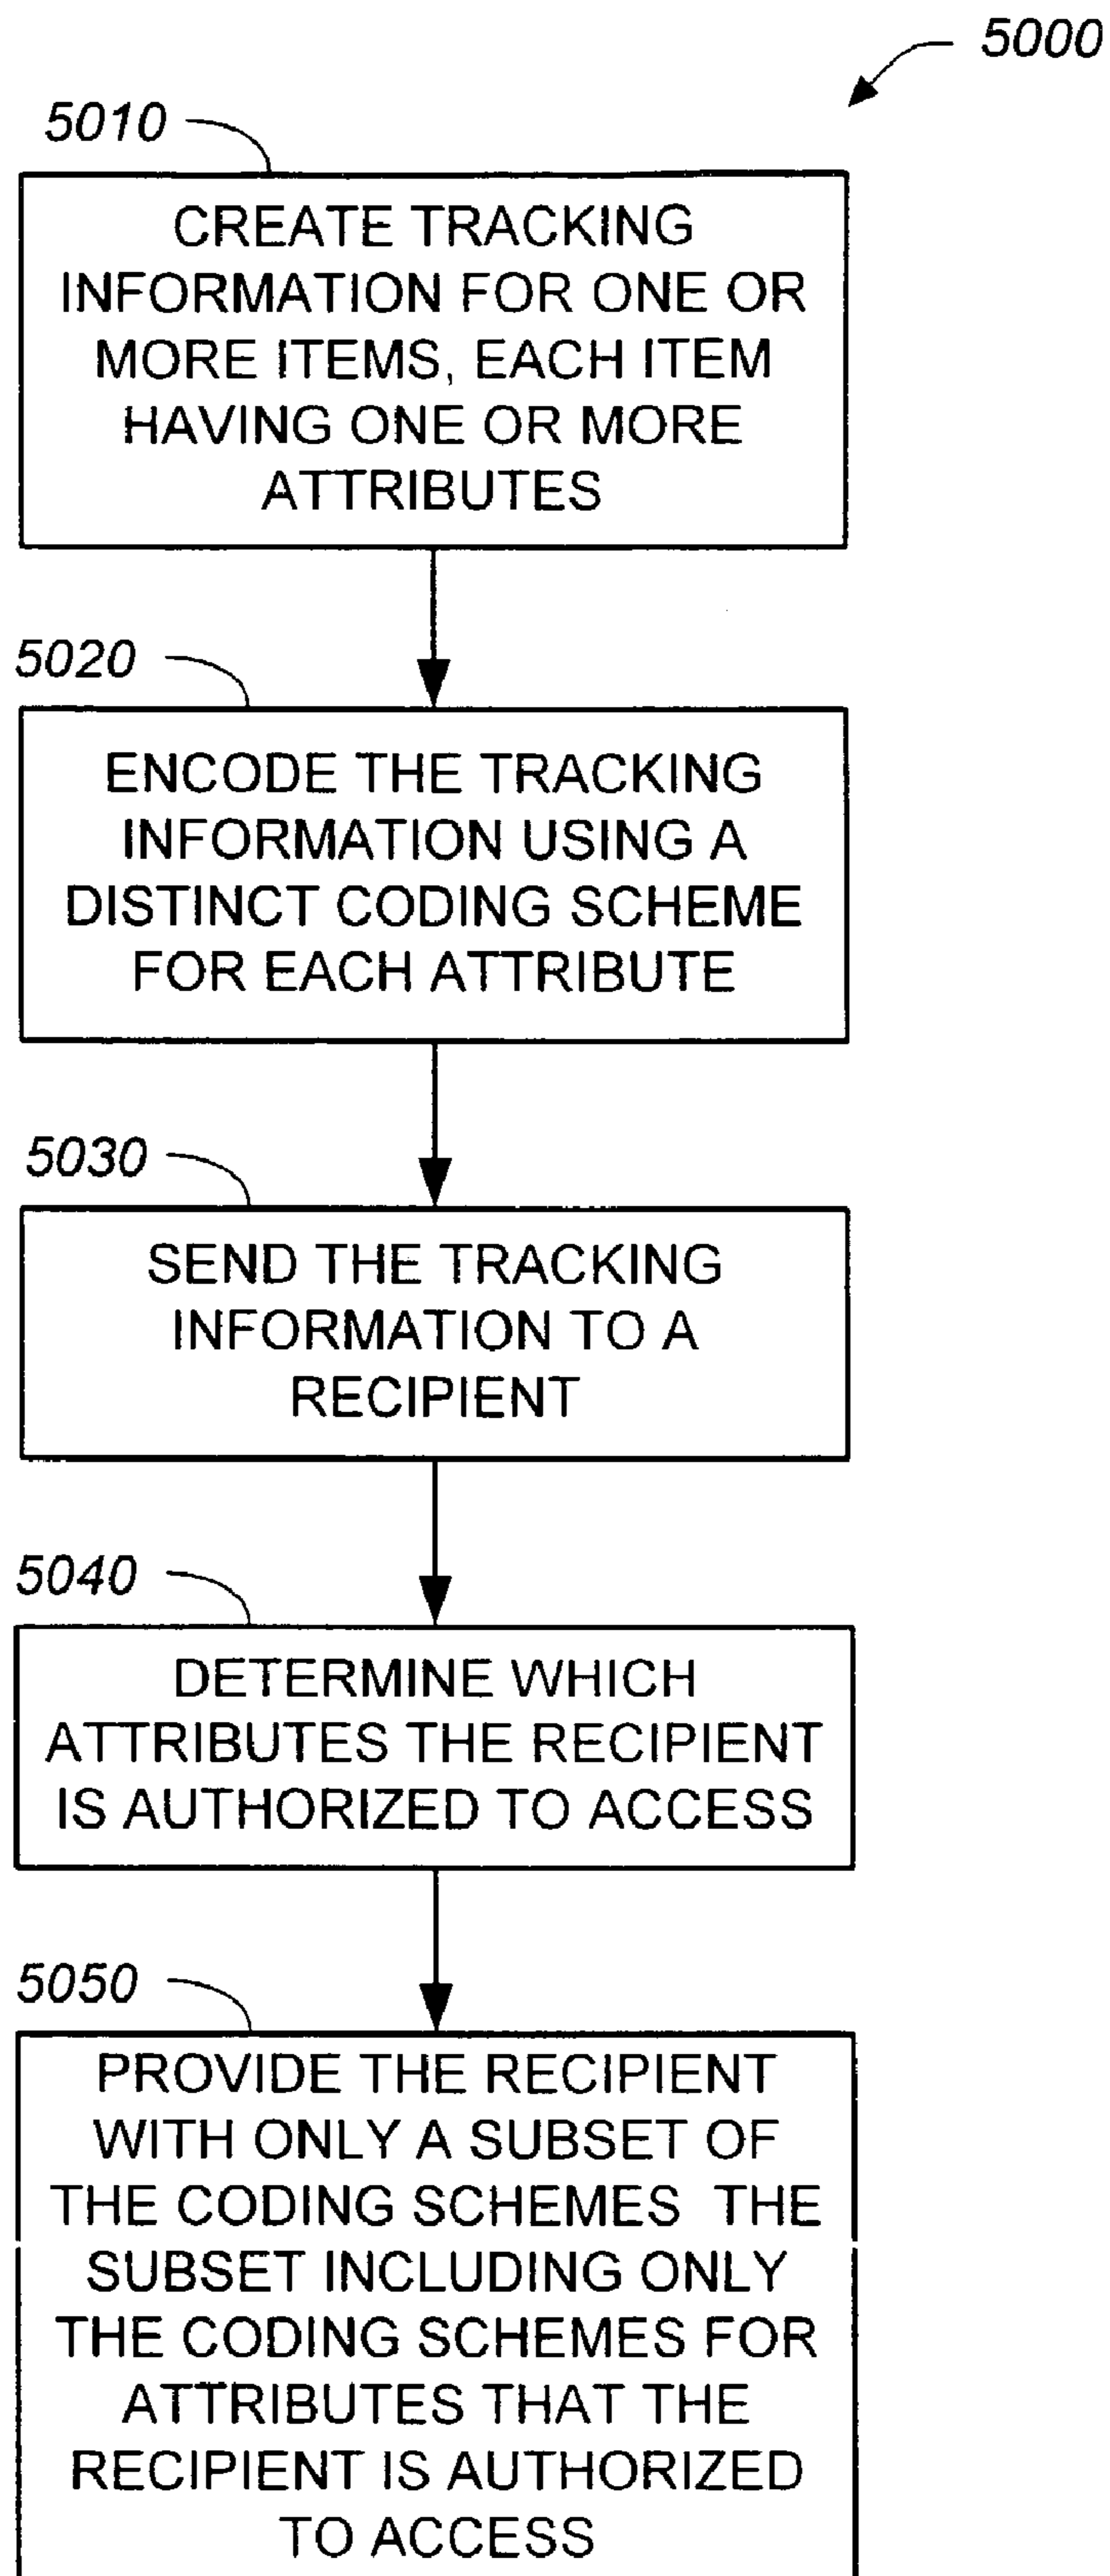 5000
5010
CREATE TRACKING
INFORMATION FOR ONE OR
MORE ITEMS, EACH ITEM
HAVING ONE OR MORE
ATTRIBUTES
5020
ENCODE THE TRACKING
INFORMATION USING A
DISTINCT CODING SCHEME
FOR EACH ATTRIBUTE
5030
SEND THE TRACKING
INFORMATION TO A
RECIPIENT
5040
DETERMINE WHICH
ATTRIBUTES THE RECIPIENT
IS AUTHORIZED TO ACCESS
5050
PROVIDE THE RECIPIENT
WITH ONLY A SUBSET OF
THE CODING SCHEMES THE
SUBSET INCLUDING ONLY
THE CODING SCHEMES FOR
ATTRIBUTES THAT THE
RECIPIENT IS AUTHORIZED
TO ACCESS